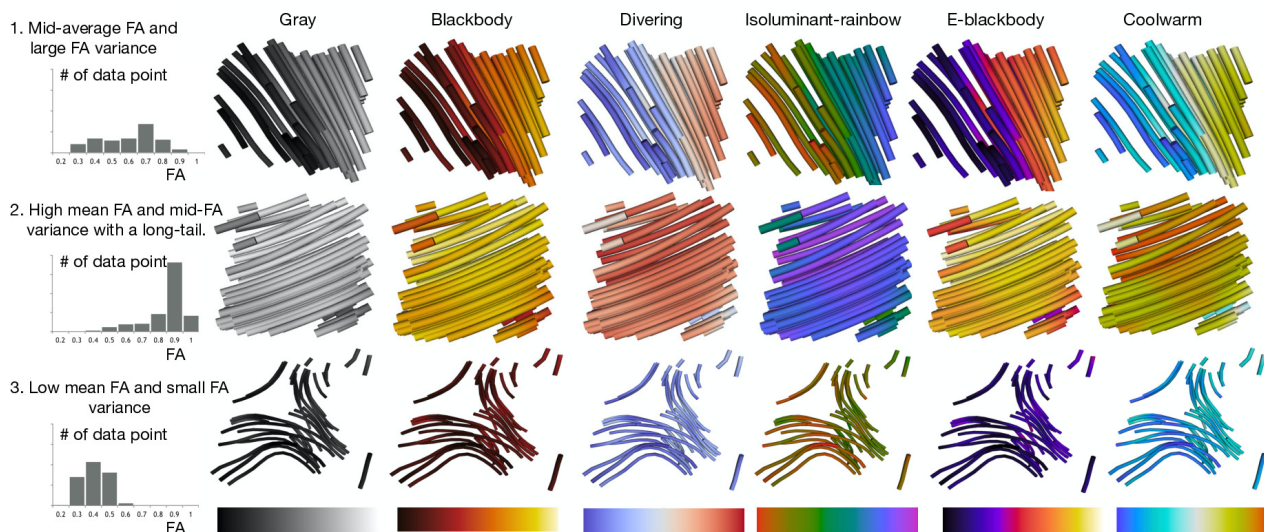 Gray Blackbody Divering Isoluminant-rainbow E-blackbody Coolwarm
1. Mid-average FA and
large FA variance
# of data point
0.2 0.3 0.4 0.5 0.6 0.7 0.8 0.9 1
FA
2. High mean FA and mid-FA
variance with a long-tail.
# of data point
0.2 0.3 0.4 0.5 0.6 0.7 0.8 0.9 1
FA
3. Low mean FA and small FA
variance
# of data point
0.2 0.3 0.4 0.5 0.6 0.7 0.8 0.9 1
FA